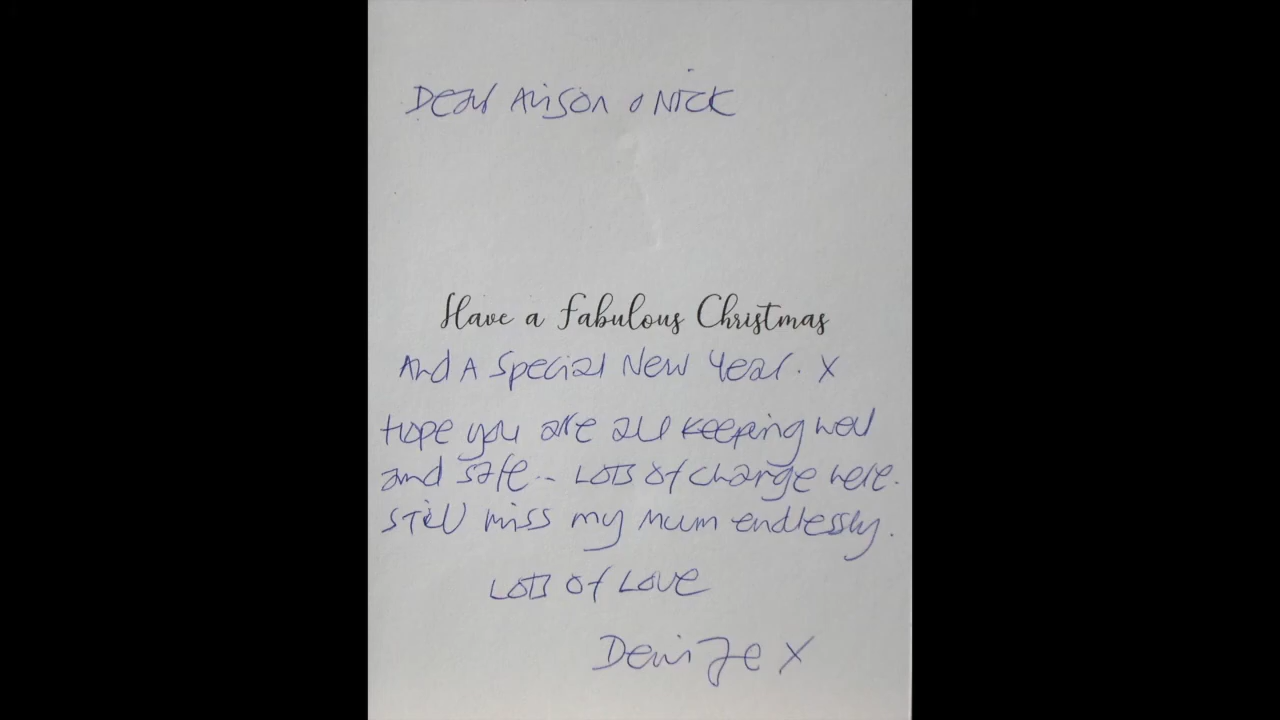 Dear Alison & Nick
Have a Fabulous Christmas
And A Special New Year. X
Hope you are all keeping well
and safe.. Lots of change here.
Still miss my Mum endlessly.
Lots of Love
Denise X